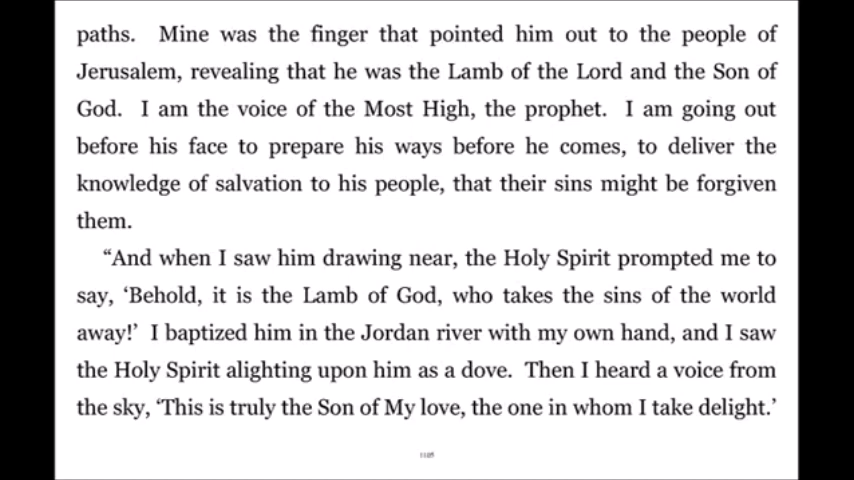 paths. Mine was the finger that pointed him out to the people of
Jerusalem, revealing that he was the Lamb of the Lord and the Son of
God. I am the voice of the Most High, the prophet. I am going out
before his face to prepare his ways before he comes, to deliver the
knowledge of salvation to his people, that their sins might be forgiven
them.
“And when I saw him drawing near, the Holy Spirit prompted me to
say, ‘Behold, it is the Lamb of God, who takes the sins of the world
away!’ I baptized him in the Jordan river with my own hand, and I saw
the Holy Spirit alighting upon him as a dove. Then I heard a voice from
the sky, ‘This is truly the Son of My love, the one in whom I take delight.’